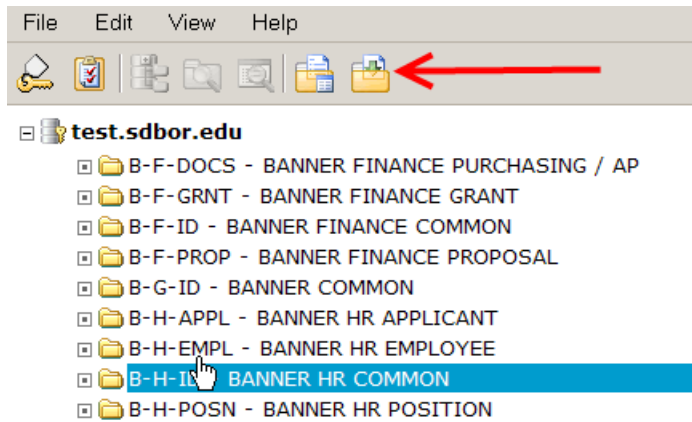 File Edit View Help
test.sdbor.edu
B-F-DOCS - BANNER FINANCE PURCHASING / AP
B-F-GRNT - BANNER FINANCE GRANT
B-F-ID - BANNER FINANCE COMMON
B-F-PROP - BANNER FINANCE PROPOSAL
B-G-ID - BANNER COMMON
B-H-APPL - BANNER HR APPLICANT
B-H-EMPL - BANNER HR EMPLOYEE
B-H-ID - BANNER HR COMMON
B-H-POSN - BANNER HR POSITION